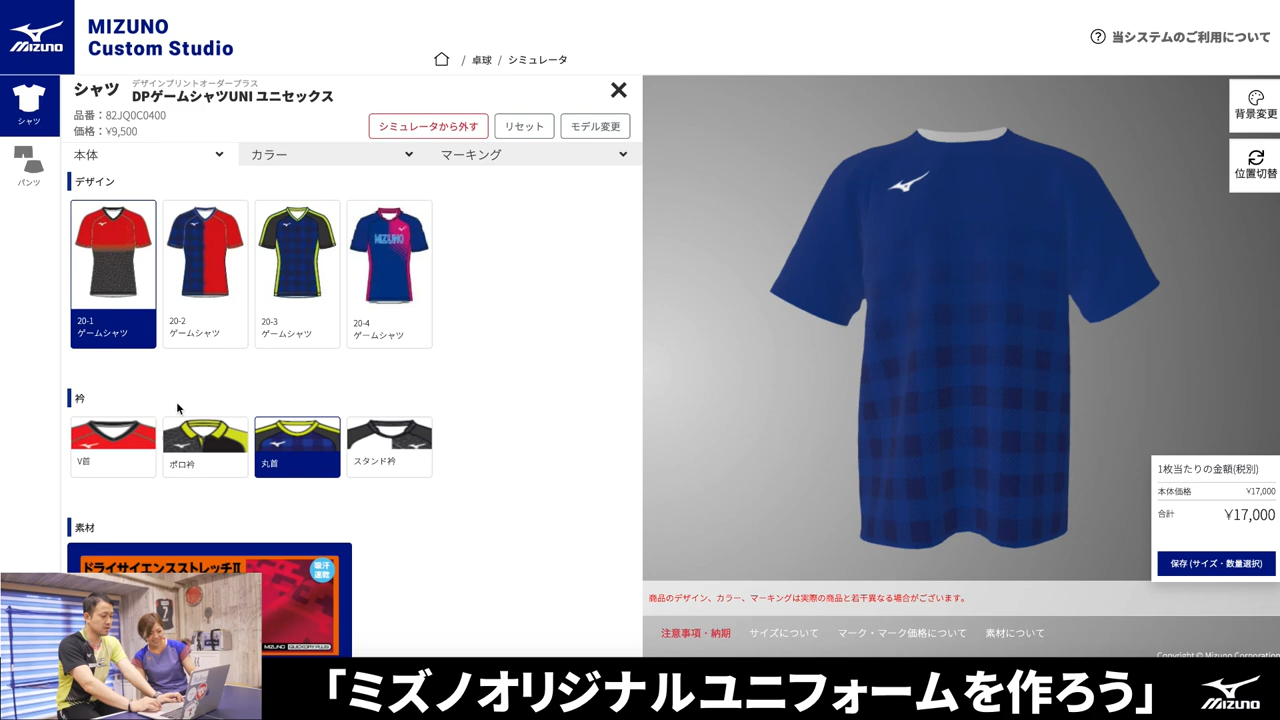 MIZUNO
MIZUNO
Custom Studio
/ 卓球 / シミュレータ
? 当システムのご利用について
シャツ
パンツ
シャツ
デザインプリントオーダープラス
DPゲームシャツUNI ユニセックス
品番：82JQ0C0400
価格：¥9,500
シミュレータから外す
リセット
モデル変更
本体
カラー
マーキング
デザイン
MIZUNO
20-1
ゲームシャツ
20-2
ゲームシャツ
20-3
ゲームシャツ
20-4
ゲームシャツ
衿
V首
ポロ衿
丸首
スタンド衿
素材
ドライサイエンスストレッチII
吸汗
速乾
MIZUNO QUICKDRY PLUS
背景変更
位置切替
1枚当たりの金額(税別)
本体価格 ¥17,000
合計 ¥17,000
保存 (サイズ・数量選択)
商品のデザイン、カラー、マーキングは実際の商品と若干異なる場合がございます。
注意事項・納期
サイズについて
マーク・マーク価格について
素材について
Copyright © Mizuno Corporation
「ミズノオリジナルユニフォームを作ろう」
MIZUNO